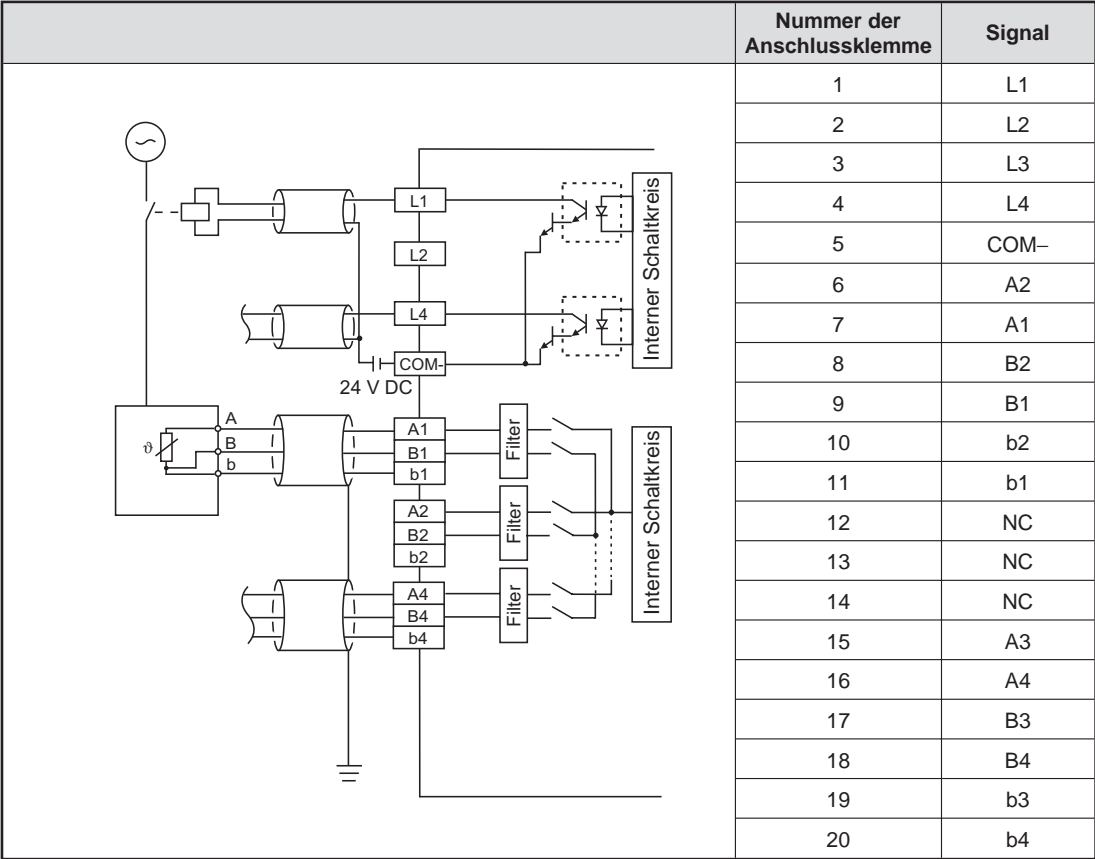 Nummer der
Anschlussklemme
Signal
L1
L2
L4
COM-
24 V DC
Interner Schaltkreis
ϑ
A
B
b
A1
B1
b1
A2
B2
b2
A4
B4
b4
Filter
Filter
Filter
Interner Schaltkreis
1 L1
2 L2
3 L3
4 L4
5 COM−
6 A2
7 A1
8 B2
9 B1
10 b2
11 b1
12 NC
13 NC
14 NC
15 A3
16 A4
17 B3
18 B4
19 b3
20 b4